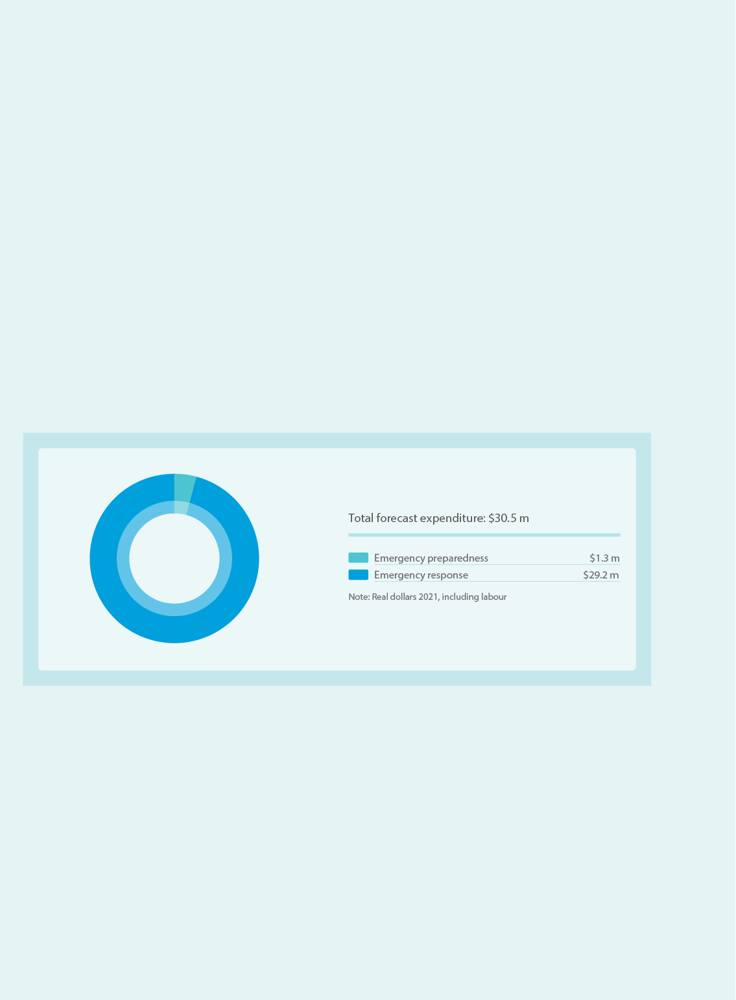 Total forecast expenditure: $30.5 m
Emergency preparedness $1.3 m
Emergency response $29.2 m
Note: Real dollars 2021, including labour